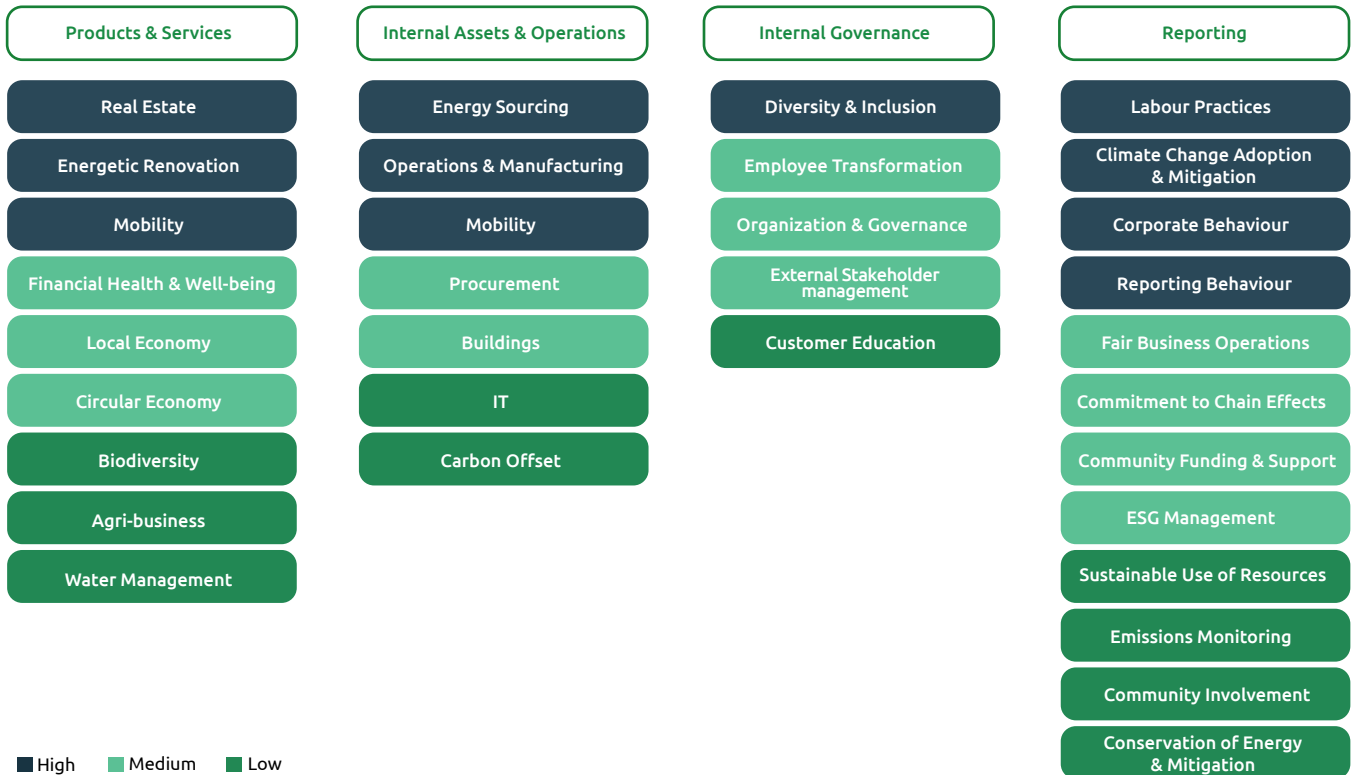 Products & Services
Internal Assets & Operations
Internal Governance
Reporting
Real Estate
Energetic Renovation
Mobility
Financial Health & Well-being
Local Economy
Circular Economy
Biodiversity
Agri-business
Water Management
Energy Sourcing
Operations & Manufacturing
Mobility
Procurement
Buildings
IT
Carbon Offset
Diversity & Inclusion
Employee Transformation
Organization & Governance
External Stakeholder
management
Customer Education
Labour Practices
Climate Change Adoption
& Mitigation
Corporate Behaviour
Reporting Behaviour
Fair Business Operations
Commitment to Chain Effects
Community Funding & Support
ESG Management
Sustainable Use of Resources
Emissions Monitoring
Community Involvement
Conservation of Energy
& Mitigation
High
Medium
Low